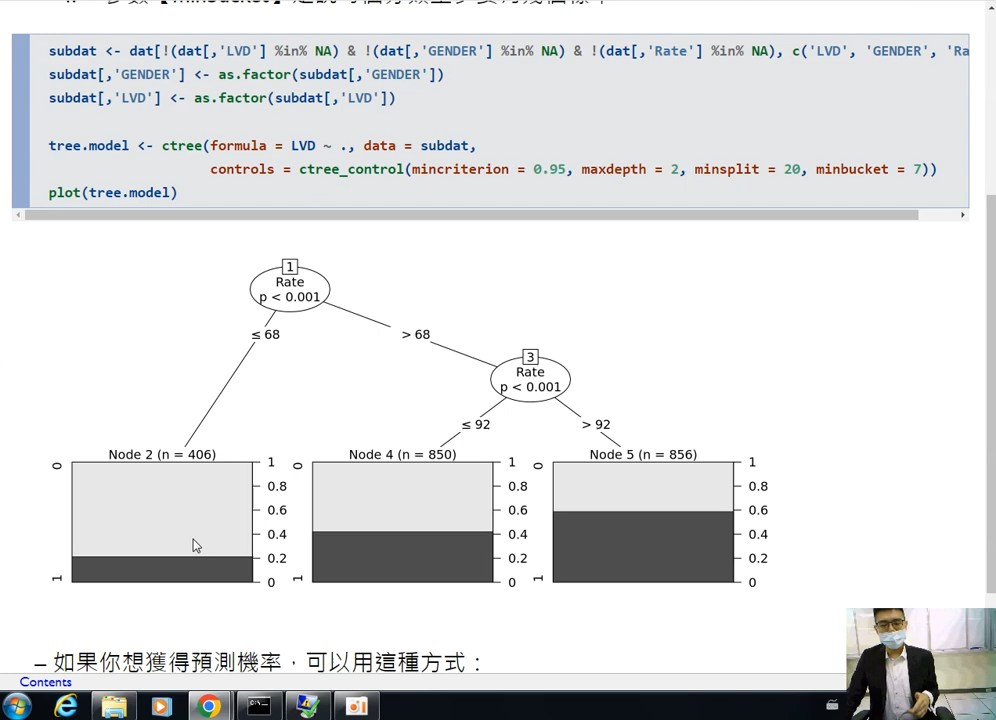 subdat <- dat[!(dat[,'LVD'] %in% NA) & !(dat[,'GENDER'] %in% NA) & !(dat[,'Rate'] %in% NA), c('LVD', 'GENDER', 'Ra
subdat[,'GENDER'] <- as.factor(subdat[,'GENDER'])
subdat[,'LVD'] <- as.factor(subdat[,'LVD'])
tree.model <- ctree(formula = LVD ~ ., data = subdat,
controls = ctree_control(mincriterion = 0.95, maxdepth = 2, minsplit = 20, minbucket = 7))
plot(tree.model)
1
Rate
p < 0.001
≤ 68
> 68
3
Rate
p < 0.001
≤ 92
> 92
Node 2 (n = 406)
0
1
1
0.8
0.6
0.4
0.2
0
Node 4 (n = 850)
0
1
1
0.8
0.6
0.4
0.2
0
Node 5 (n = 856)
0
1
1
0.8
0.6
0.4
0.2
0
– 如果你想獲得預測機率，可以用這種方式：
Contents